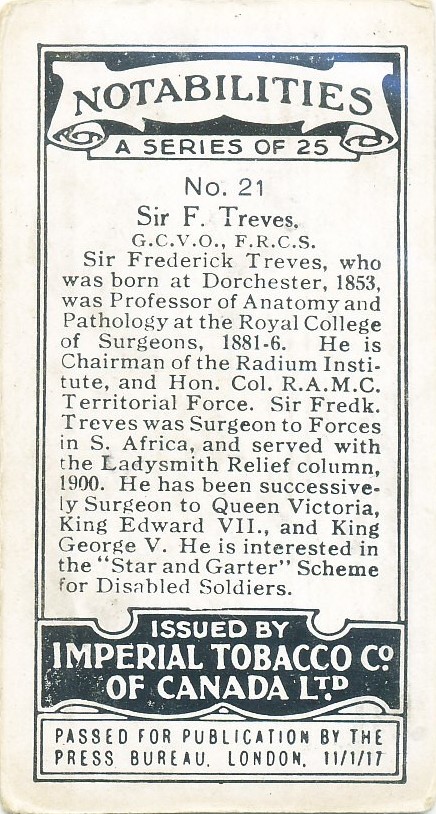 NOTABILITIES
A SERIES OF 25
No. 21
Sir F. Treves.
G.C.V.O., F.R.C.S.
Sir Frederick Treves, who
was born at Dorchester, 1853,
was Professor of Anatomy and
Pathology at the Royal College
of Surgeons, 1881-6. He is
Chairman of the Radium Insti-
tute, and Hon. Col. R.A.M.C.
Territorial Force. Sir Fredk.
Treves was Surgeon to Forces
in S. Africa, and served with
the Ladysmith Relief column,
1900. He has been successive-
ly Surgeon to Queen Victoria,
King Edward VII., and King
George V. He is interested in
the "Star and Garter" Scheme
for Disabled Soldiers.
ISSUED BY
IMPERIAL TOBACCO Co.
OF CANADA LTD
PASSED FOR PUBLICATION BY THE
PRESS BUREAU. LONDON. 11/1/17